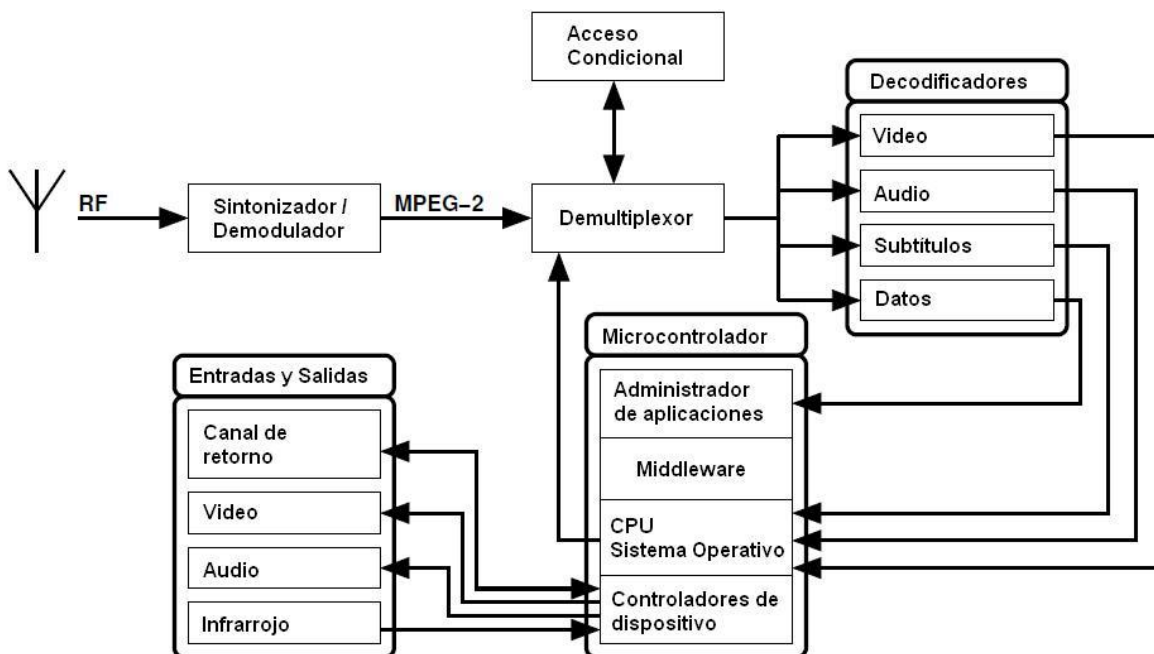 Acceso
Condicional
Decodificadores
Video
Audio
Subtítulos
Datos
RF
Sintonizador /
Demodulador
MPEG–2
Demultiplexor
Microcontrolador
Administrador
de aplicaciones
Middleware
CPU
Sistema Operativo
Controladores de
dispositivo
Entradas y Salidas
Canal de
retorno
Video
Audio
Infrarrojo